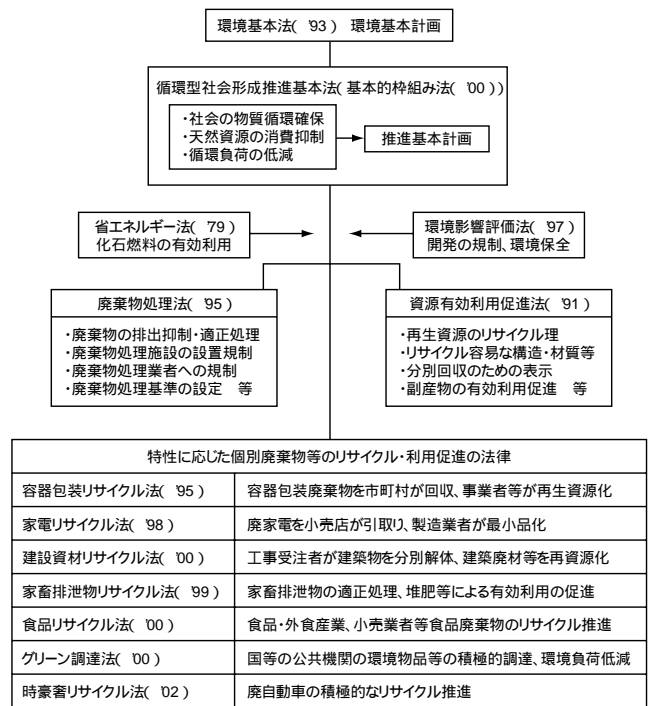 環境基本法( '93) 環境基本計画
循環型社会形成推進基本法(基本的枠組み法( '00))
・社会の物質循環確保
・天然資源の消費抑制
・循環負荷の低減
推進基本計画
省エネルギー法( '79)
化石燃料の有効利用
環境影響評価法( '97)
開発の規制、環境保全
廃棄物処理法( '95)
・廃棄物の排出抑制・適正処理
・廃棄物処理施設の設置規制
・廃棄物処理業者への規制
・廃棄物処理基準の設定 等
資源有効利用促進法( '91)
・再生資源のリサイクル理
・リサイクル容易な構造・材質等
・分別回収のための表示
・副産物の有効利用促進 等
特性に応じた個別廃棄物等のリサイクル・利用促進の法律
容器包装リサイクル法( '95) 容器包装廃棄物を市町村が回収、事業者等が再生資源化
家電リサイクル( '98) 廃家電を小売店が引取り、製造業者が最小品化
建設資材リサイクル( '00) 工事受注者が建築物を分別解体、建築廃材等を再資源化
家畜排泄物リサイクル法( '99) 家畜排泄物の適正処理、堆肥等による有効利用の促進
食品リサイクル法( '00) 食品・外食産業、小売業者等食品廃棄物のリサイクル推進
グリーン調達法( '00) 国等の公共機関の環境物品等の積極的調達、環境負荷低減
時豪奢リサイクル法( '02) 廃自動車の積極的なリサイクル推進